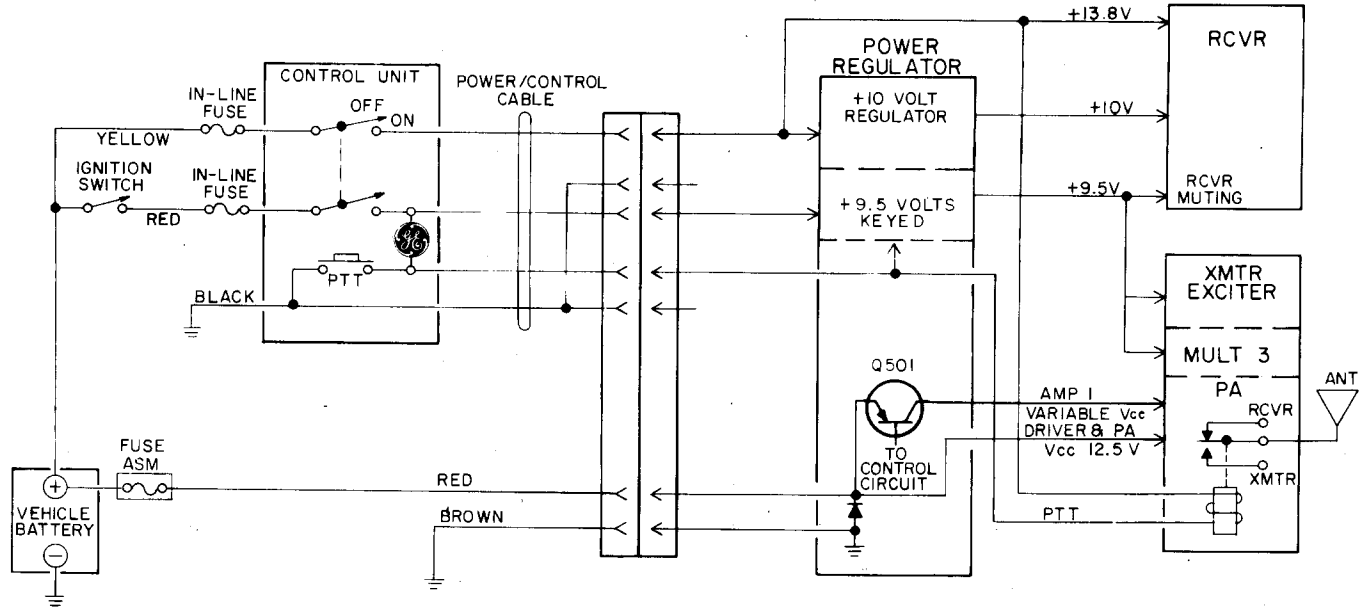 +13.8V
RCVR
POWER
REGULATOR
CONTROL UNIT
POWER/CONTROL
CABLE
IN-LINE
FUSE
OFF
ON
+10 VOLT
REGULATOR
+10V
YELLOW
IGNITION
SWITCH
IN-LINE
FUSE
RED
+9.5V
RCVR
MUTING
+9.5 VOLTS
KEYED
GE
PTT
BLACK
XMTR
EXCITER
MULT 3
Q501
PA
ANT
AMP 1
VARIABLE Vcc
DRIVER & PA
Vcc 12.5 V
RCVR
XMTR
TO
CONTROL
CIRCUIT
FUSE
ASM
RED
BROWN
PTT
+
VEHICLE
BATTERY
−